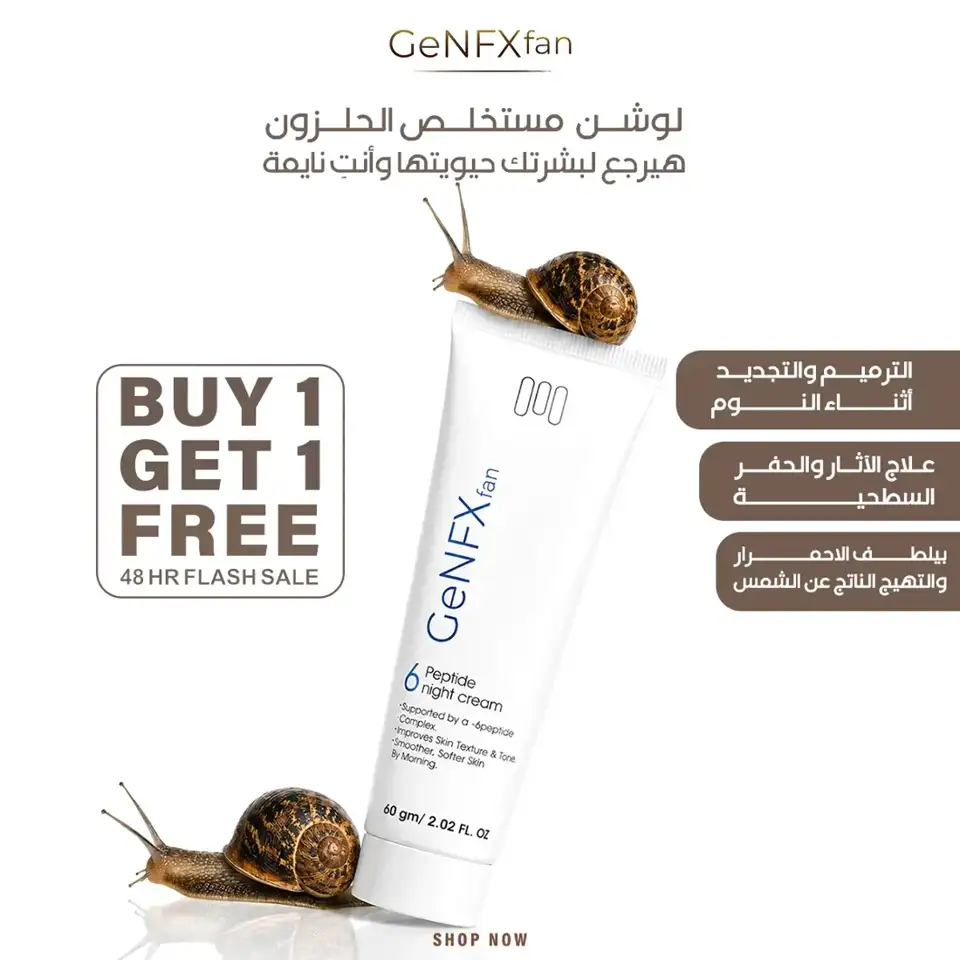 GeNFXfan
لوشن مستخلص الحلزون
هيرجع لبشرتك حيويتها وأنتِ نايمة
BUY 1
GET 1
FREE
48 HR FLASH SALE
الترميم والتجديد
أثناء النوم
علاج الآثار والحفر
السطحية
بيلطف الاحمرار
والتهيج الناتج عن الشمس
GeNFXfan
6 Peptide
night cream
•Supported by a -6peptide
Complex.
•Improves Skin Texture & Tone.
•Smoother, Softer Skin
By Morning.
60 gm/ 2.02 FL. OZ
SHOP NOW